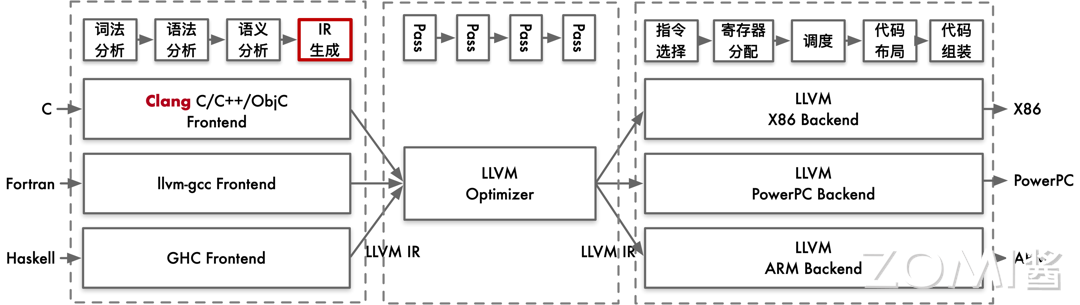 词法
分析
语法
分析
语义
分析
IR
生成
Pass
Pass
Pass
Pass
指令
选择
寄存器
分配
调度
代码
布局
代码
组装
C
Clang C/C++/ObjC
Frontend
Fortran
llvm-gcc Frontend
Haskell
GHC Frontend
LLVM IR
LLVM
Optimizer
LLVM IR
LLVM
X86 Backend
X86
LLVM
PowerPC Backend
PowerPC
LLVM
ARM Backend
ARM
ZOMI酱